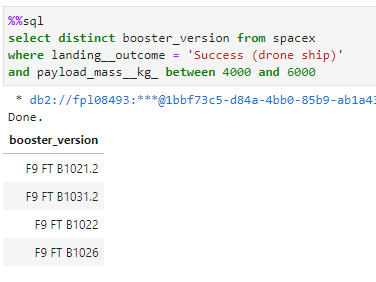 %%sql
select distinct booster_version from spacex
where landing__outcome = 'Success (drone ship)'
and payload_mass__kg_ between 4000 and 6000
* db2://fpl08493:***@1bbf73c5-d84a-4bb0-85b9-ab1a43
Done.
booster_version
F9 FT B1021.2
F9 FT B1031.2
F9 FT B1022
F9 FT B1026